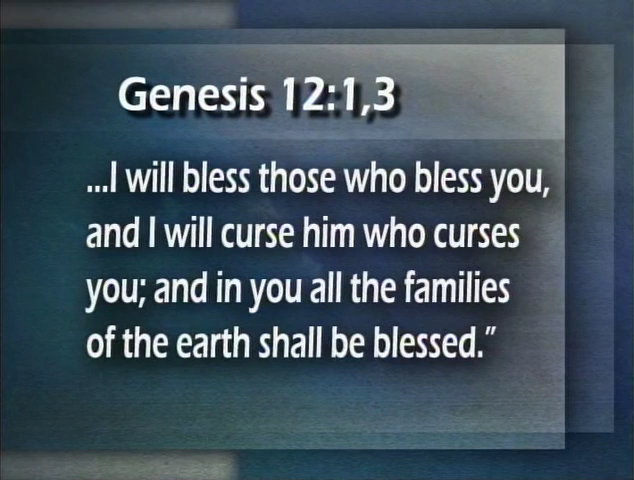 Genesis 12:1,3
...I will bless those who bless you,
and I will curse him who curses
you; and in you all the families
of the earth shall be blessed.”